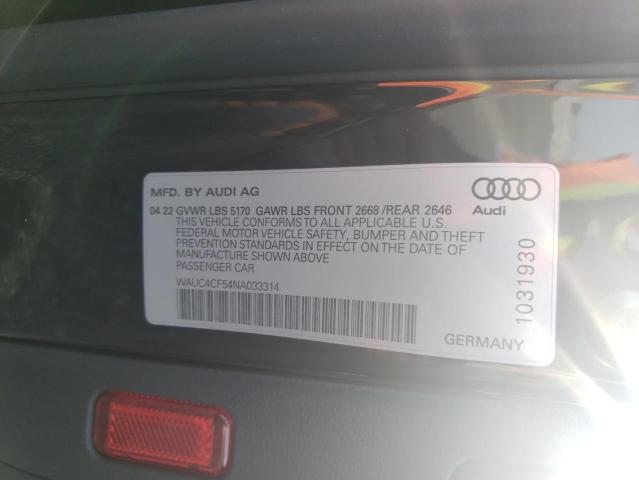 MFD. BY AUDI AG
04 22 GVWR LBS 5170 GAWR LBS FRONT 2668 /REAR 2646
THIS VEHICLE CONFORMS TO ALL APPLICABLE U.S.
FEDERAL MOTOR VEHICLE SAFETY, BUMPER AND THEFT
PREVENTION STANDARDS IN EFFECT ON THE DATE OF
MANUFACTURE SHOWN ABOVE
PASSENGER CAR
WAUC4CF54NA033314
Audi
1031930
GERMANY